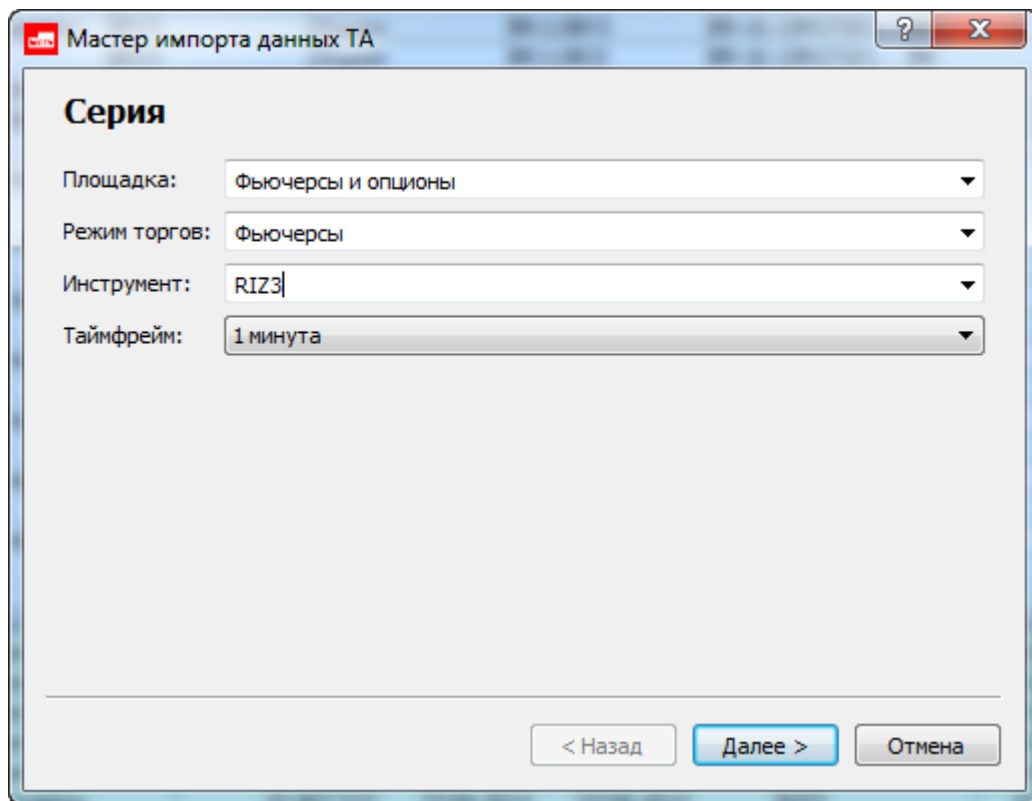 Мастер импорта данных ТА
Серия
Площадка: Фьючерсы и опционы
Режим торгов: Фьючерсы
Инструмент: RIZ3
Таймфрейм: 1 минута
< Назад Далее > Отмена